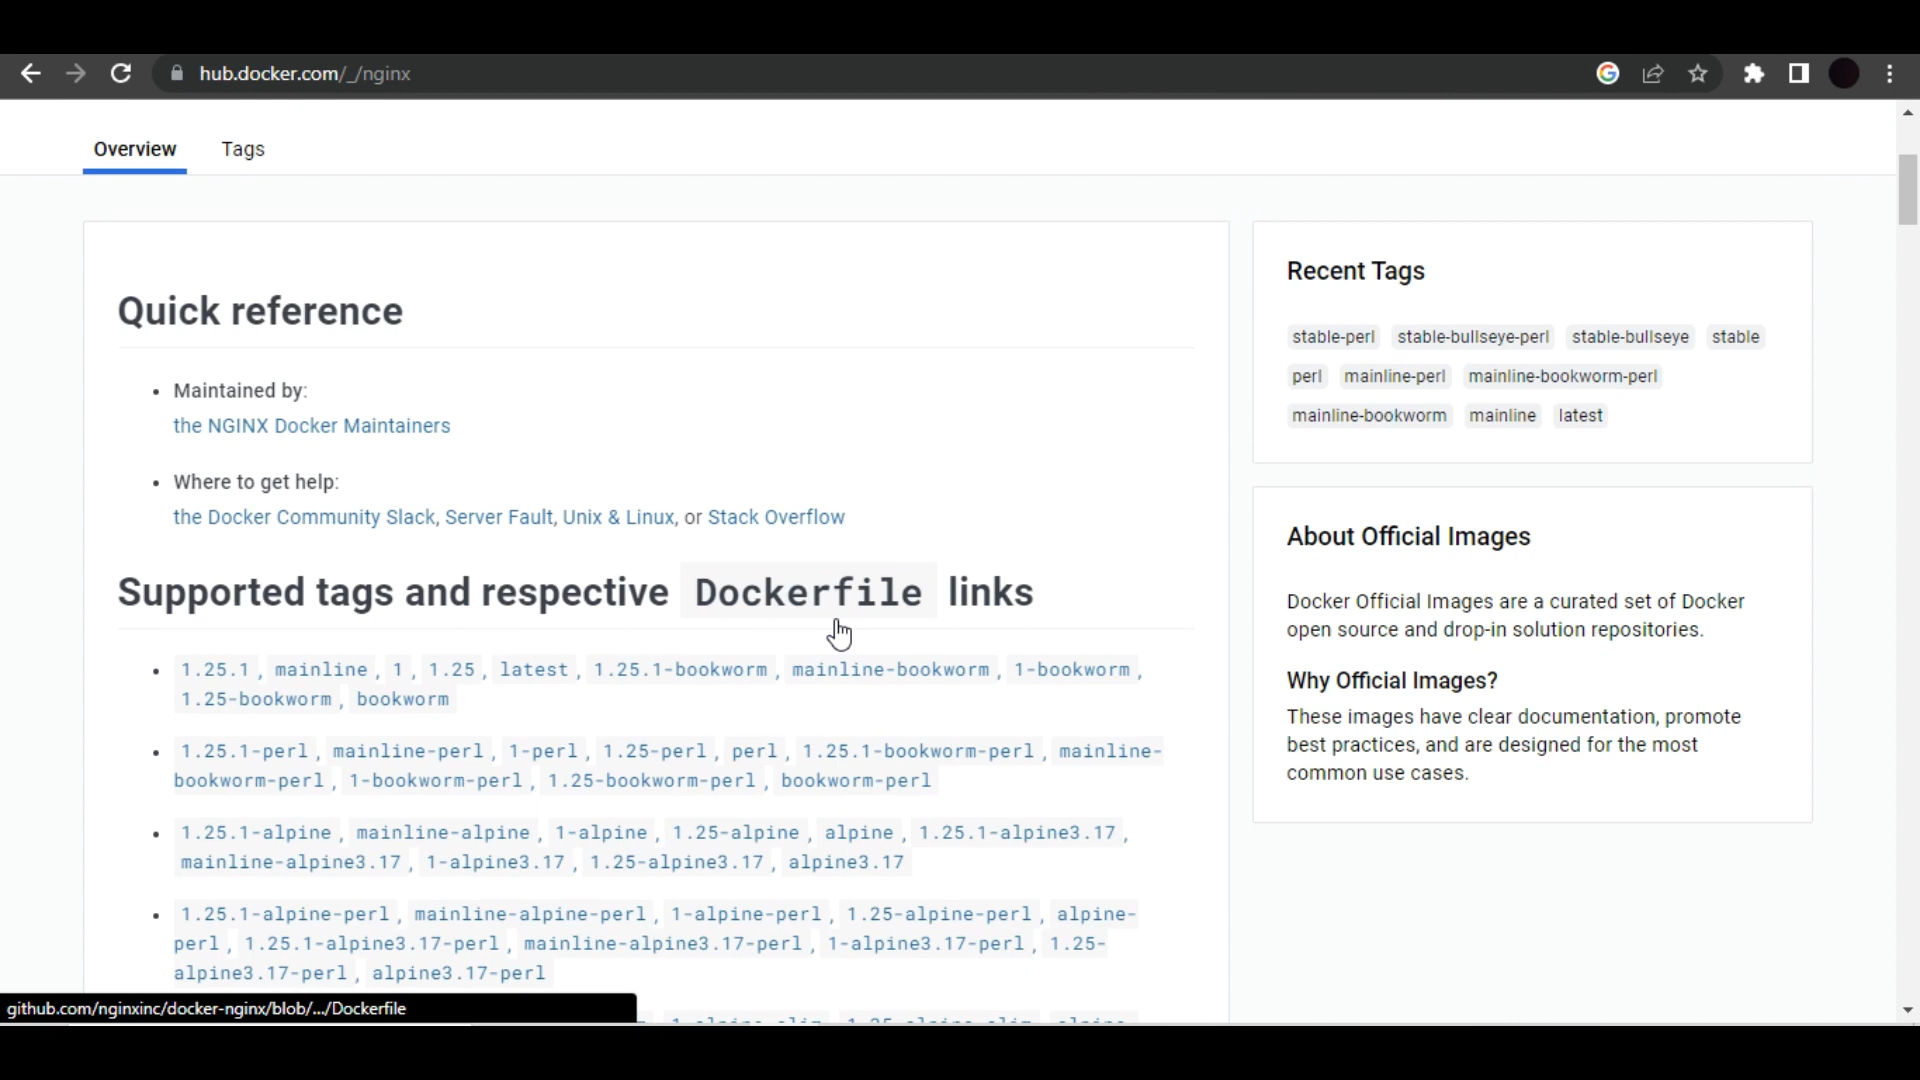 hub.docker.com/_/nginx
Overview Tags
Quick reference
• Maintained by:
the NGINX Docker Maintainers
• Where to get help:
the Docker Community Slack, Server Fault, Unix & Linux, or Stack Overflow
Supported tags and respective Dockerfile links
• 1.25.1, mainline, 1, 1.25, latest, 1.25.1-bookworm, mainline-bookworm, 1-bookworm,
1.25-bookworm, bookworm
• 1.25.1-perl, mainline-perl, 1-perl, 1.25-perl, perl, 1.25.1-bookworm-perl, mainline-
bookworm-perl, 1-bookworm-perl, 1.25-bookworm-perl, bookworm-perl
• 1.25.1-alpine, mainline-alpine, 1-alpine, 1.25-alpine, alpine, 1.25.1-alpine3.17,
mainline-alpine3.17, 1-alpine3.17, 1.25-alpine3.17, alpine3.17
• 1.25.1-alpine-perl, mainline-alpine-perl, 1-alpine-perl, 1.25-alpine-perl, alpine-
perl, 1.25.1-alpine3.17-perl, mainline-alpine3.17-perl, 1-alpine3.17-perl, 1.25-
alpine3.17-perl, alpine3.17-perl
Recent Tags
stable-perl stable-bullseye-perl stable-bullseye stable
perl mainline-perl mainline-bookworm-perl
mainline-bookworm mainline latest
About Official Images
Docker Official Images are a curated set of Docker
open source and drop-in solution repositories.
Why Official Images?
These images have clear documentation, promote
best practices, and are designed for the most
common use cases.
github.com/nginxinc/docker-nginx/blob/.../Dockerfile